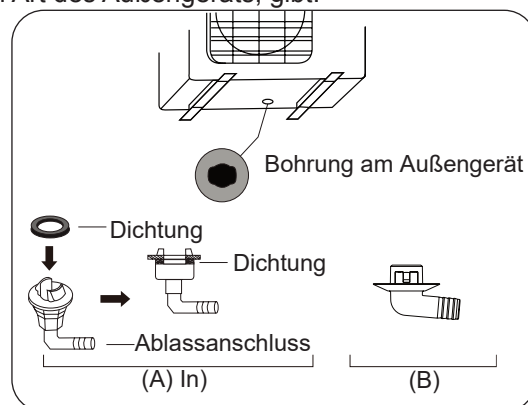 Art des Außengeräts, gibt.
Bohrung am Außengerät
Dichtung
Dichtung
Ablassanschluss
(A) In)
(B)